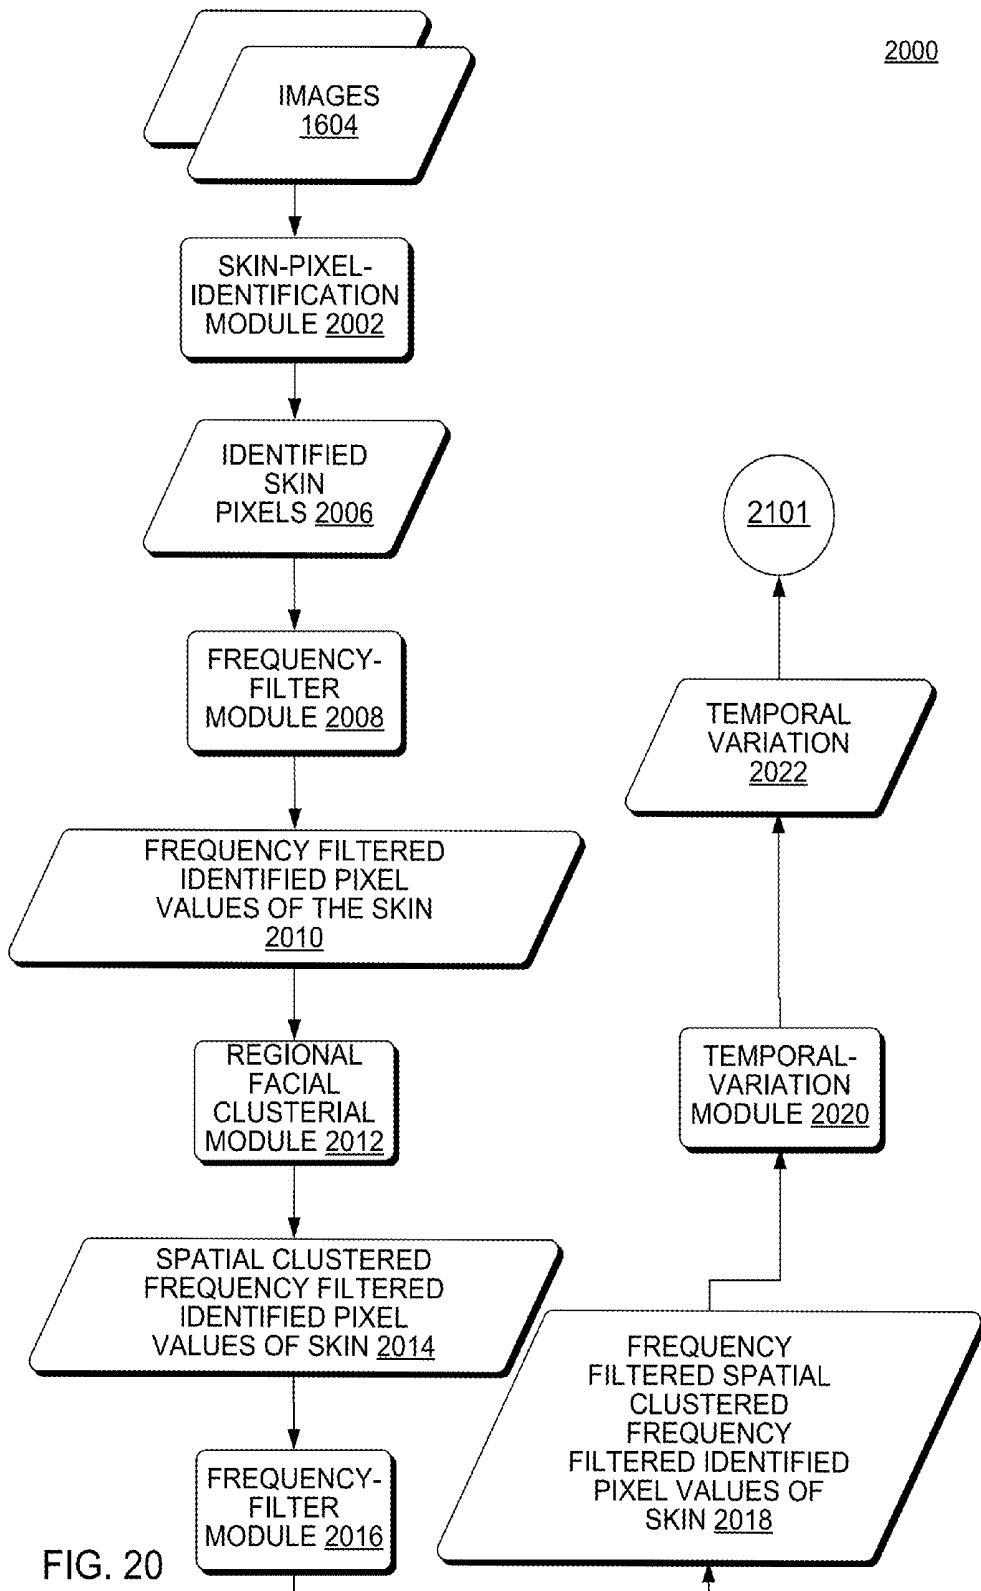 2000
IMAGES
1604
SKIN-PIXEL-
IDENTIFICATION
MODULE 2002
IDENTIFIED
SKIN
PIXELS 2006
FREQUENCY-
FILTER
MODULE 2008
FREQUENCY FILTERED
IDENTIFIED PIXEL
VALUES OF THE SKIN
2010
REGIONAL
FACIAL
CLUSTERIAL
MODULE 2012
SPATIAL CLUSTERED
FREQUENCY FILTERED
IDENTIFIED PIXEL
VALUES OF SKIN 2014
FREQUENCY-
FILTER
MODULE 2016
FREQUENCY
FILTERED SPATIAL
CLUSTERED
FREQUENCY
FILTERED IDENTIFIED
PIXEL VALUES OF
SKIN 2018
TEMPORAL-
VARIATION
MODULE 2020
TEMPORAL
VARIATION
2022
2101
FIG. 20